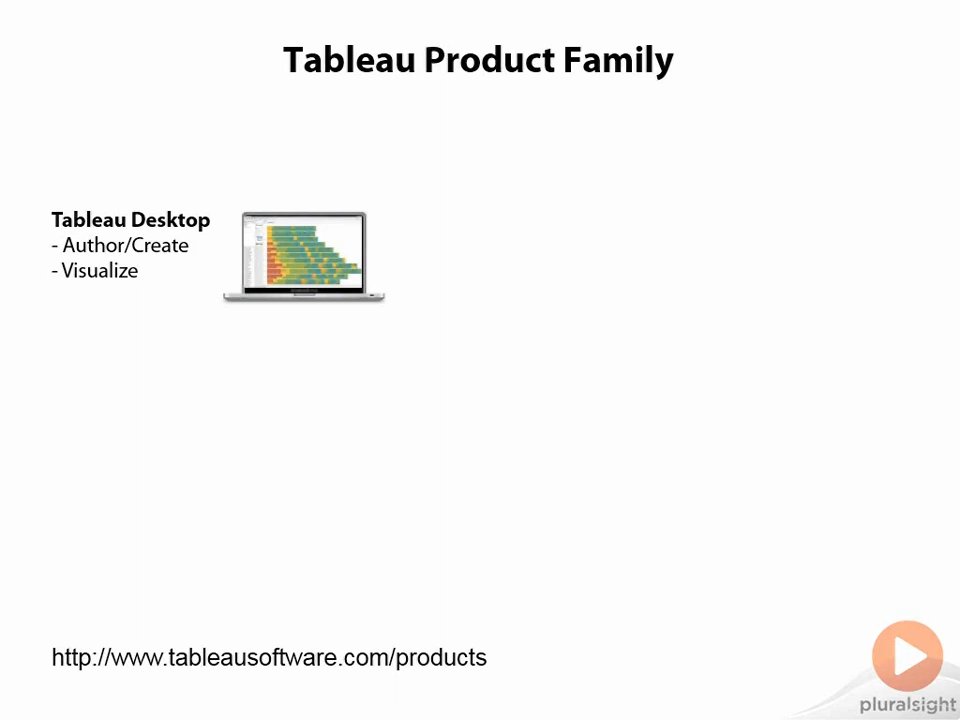 Tableau Product Family
Tableau Desktop
- Author/Create
- Visualize
http://www.tableausoftware.com/products
pluralsight